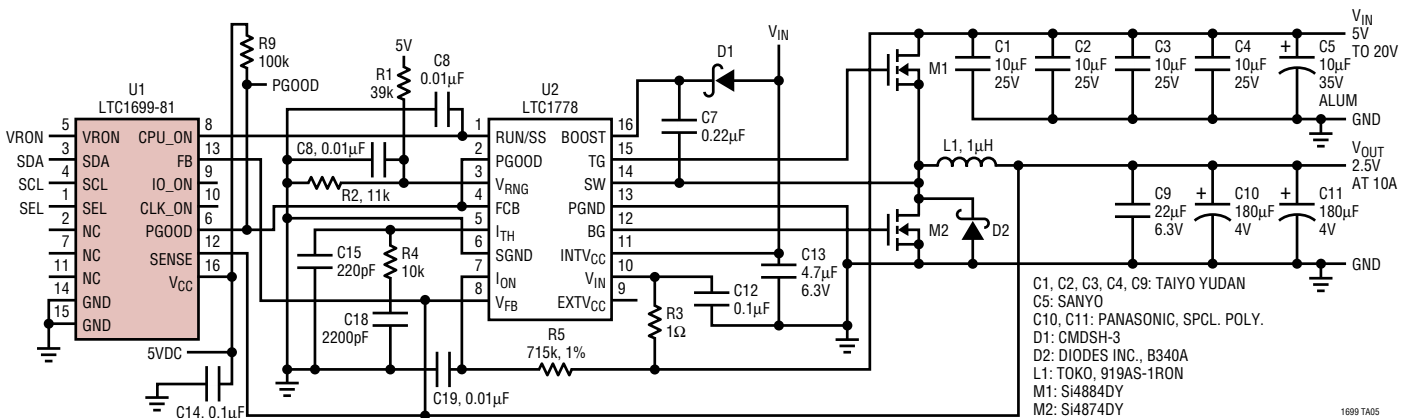 R9
100k
PGOOD
U1
LTC1699-81
VRON
5
VRON
CPU_ON
8
SDA
3
SDA
FB
13
SCL
4
SCL
IO_ON
9
SEL
1
SEL
CLK_ON
10
2
NC
PGOOD
6
7
NC
SENSE
12
11
NC
VCC
16
14
GND
15
GND
5VDC
C14, 0.1µF
5V
R1
39k
C8
0.01µF
C8, 0.01µF
R2, 11k
C15
220pF
R4
10k
C18
2200pF
C19, 0.01µF
R5
715k, 1%
U2
LTC1778
1
RUN/SS
BOOST
16
2
PGOOD
TG
15
3
VRNG
SW
14
4
FCB
PGND
13
5
ITH
BG
12
6
SGND
INTVCC
11
7
ION
VIN
10
8
VFB
EXTVCC
9
D1
VIN
C7
0.22µF
R3
1Ω
C12
0.1µF
C13
4.7µF
6.3V
M1
M2
D2
L1, 1µH
C1
10µF
25V
C2
10µF
25V
C3
10µF
25V
C4
10µF
25V
+
C5
10µF
35V
ALUM
VIN
5V
TO 20V
GND
VOUT
2.5V
AT 10A
C9
22µF
6.3V
+
C10
180µF
4V
+
C11
180µF
4V
GND
C1, C2, C3, C4, C9: TAIYO YUDAN
C5: SANYO
C10, C11: PANASONIC, SPCL. POLY.
D1: CMDSH-3
D2: DIODES INC., B340A
L1: TOKO, 919AS-1RON
M1: Si4884DY
M2: Si4874DY
1699 TA05